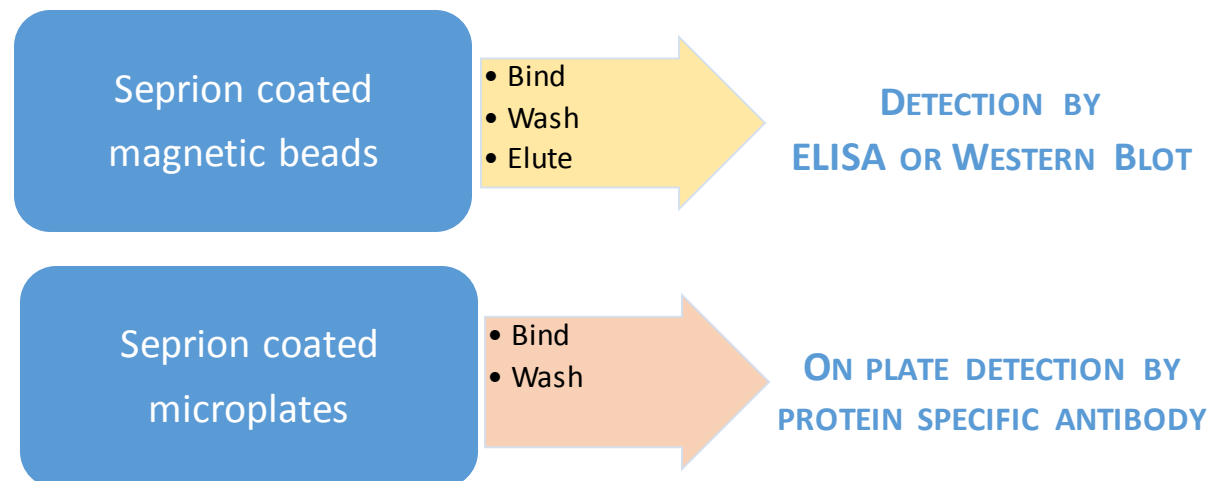 Seprion coated
magnetic beads
• Bind
• Wash
• Elute
DETECTION BY
ELISA OR WESTERN BLOT
Seprion coated
microplates
• Bind
• Wash
ON PLATE DETECTION BY
PROTEIN SPECIFIC ANTIBODY